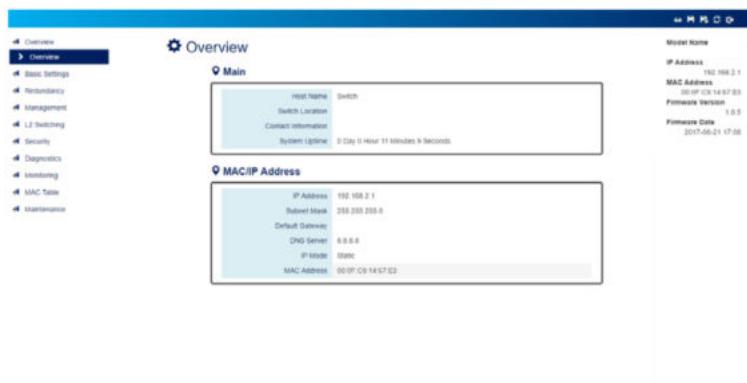 Overview
Overview
Basic Settings
Redundancy
Management
L2 Switching
Security
Diagnostics
Monitoring
MAC Table
Maintenance
Overview
Main
Host Name Switch
Switch Location
Contact Information
System Uptime 0 Day 0 Hour 11 Minutes 9 Seconds
MAC/IP Address
IP Address 192.168.2.1
Subnet Mask 255.255.255.0
Default Gateway
DNS Server 8.8.8.8
IP Mode Static
MAC Address 00:0F:C9:14:57:E3
Model Name
IP Address
192.168.2.1
MAC Address
00:0F:C9:14:57:E3
Firmware Version
1.0.5
Firmware Date
2017-06-21 17:08